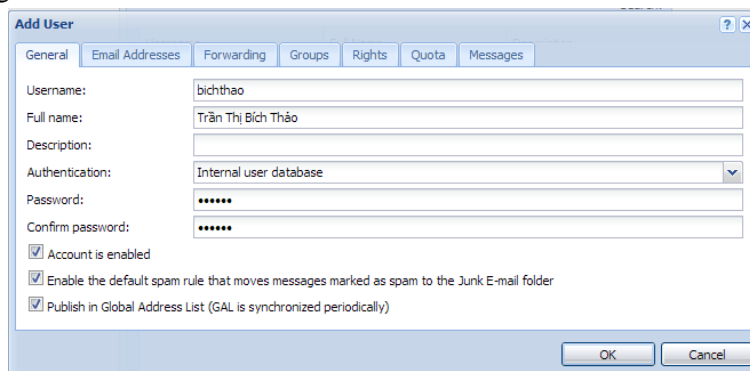 Add User
General Email Addresses Forwarding Groups Rights Quota Messages
Username: bichthao
Full name: Trần Thị Bích Thảo
Description:
Authentication: Internal user database
Password: ••••••
Confirm password: ••••••
Account is enabled
Enable the default spam rule that moves messages marked as spam to the Junk E-mail folder
Publish in Global Address List (GAL is synchronized periodically)
OK Cancel